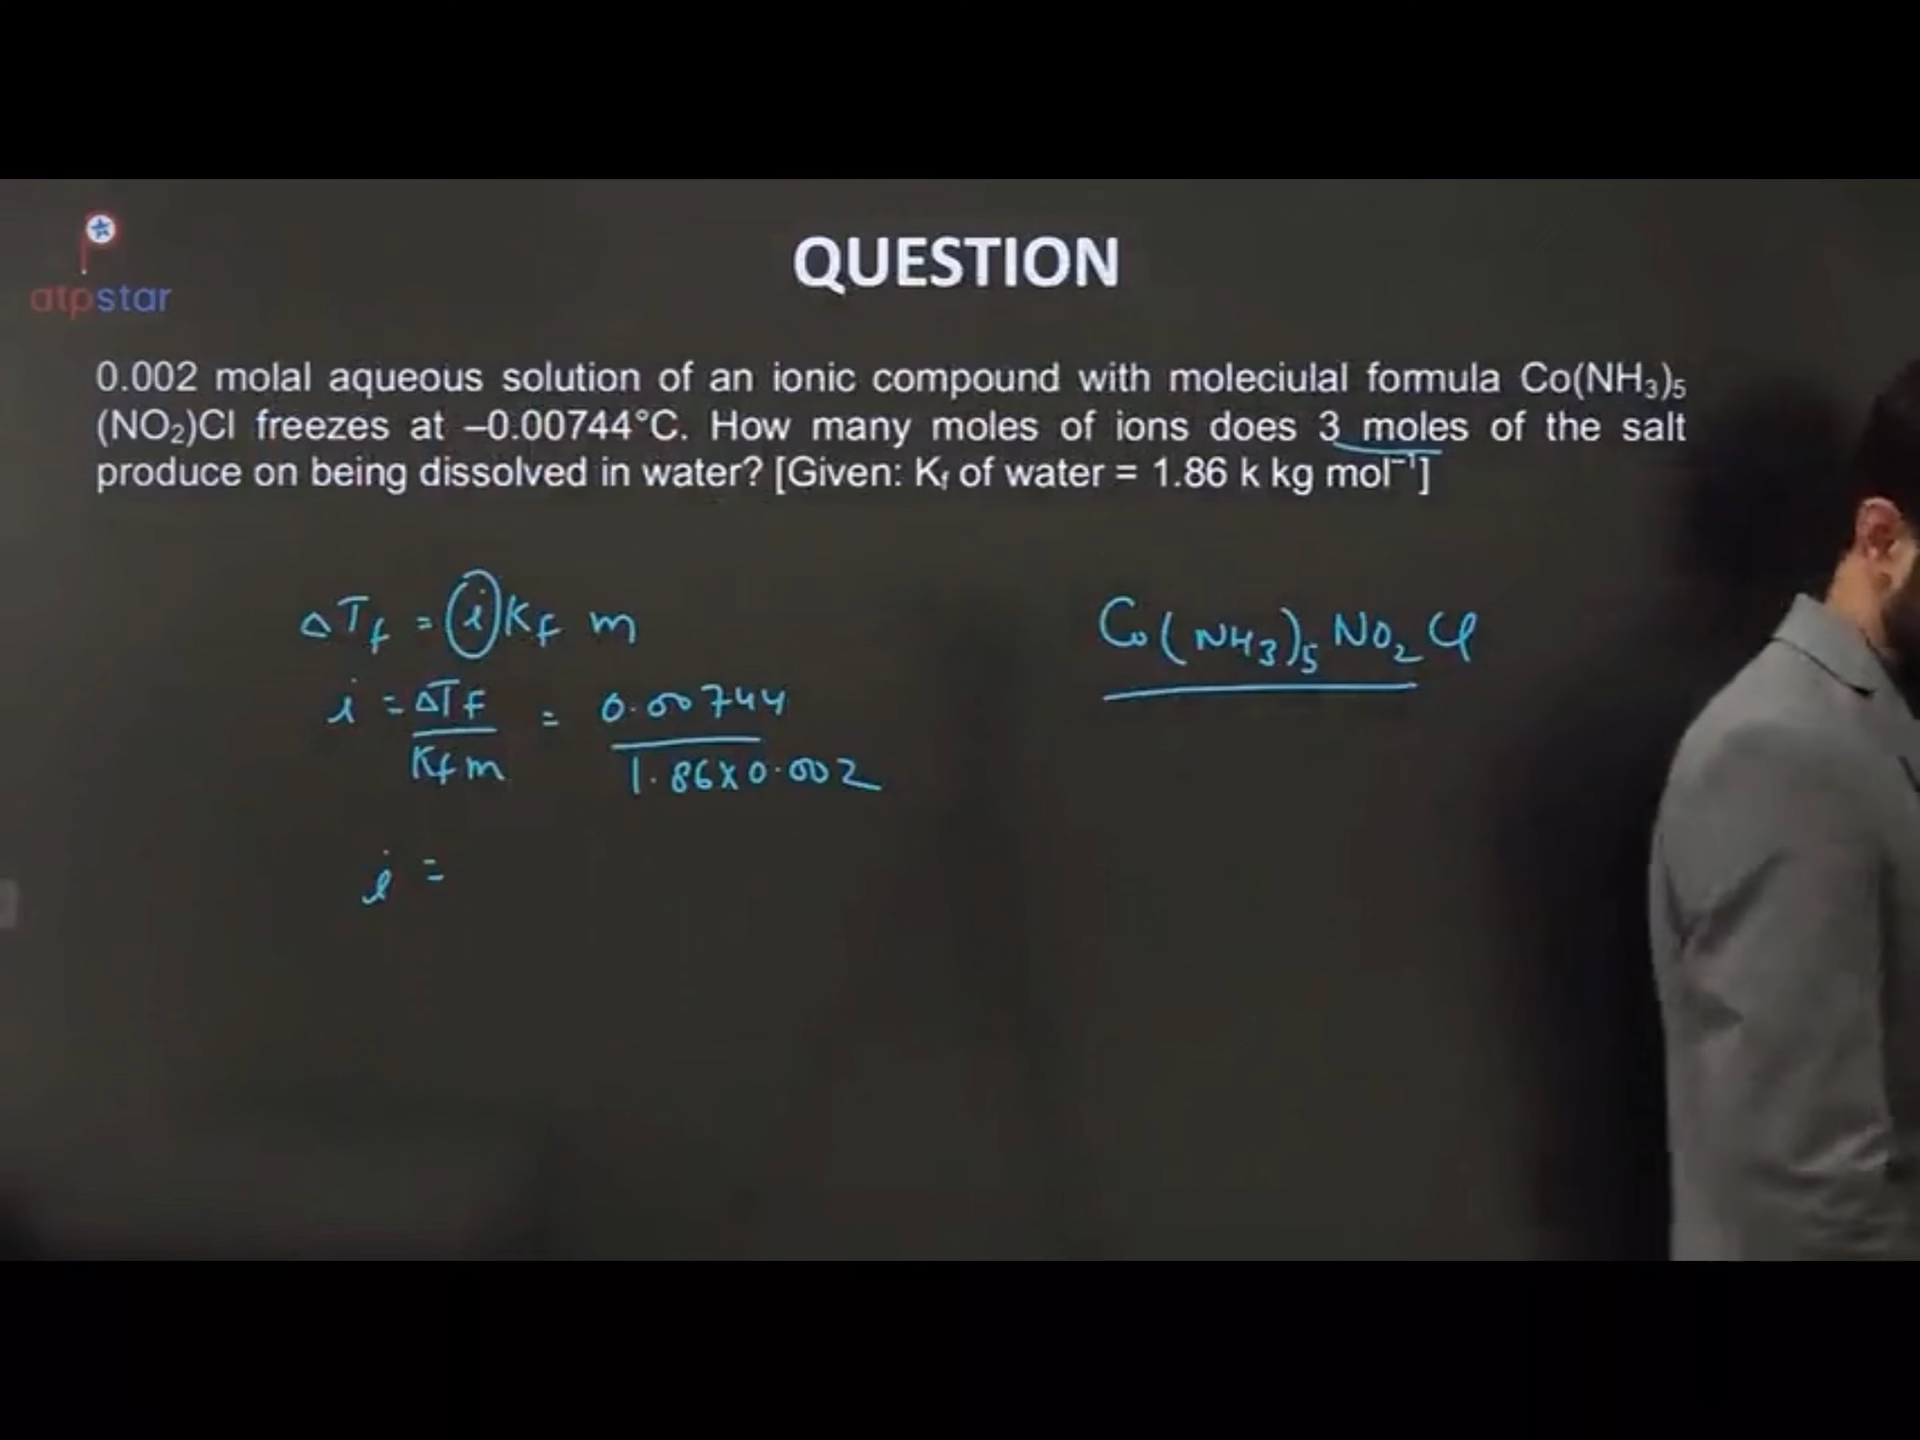 atpstar
QUESTION
0.002 molal aqueous solution of an ionic compound with moleciulal formula Co(NH₃)₅
(NO₂)Cl freezes at –0.00744°C. How many moles of ions does 3 moles of the salt
produce on being dissolved in water? [Given: Kf of water = 1.86 k kg mol⁻¹]
ΔTf = i Kf m
Co(NH₃)₅NO₂Cl
i = ΔTf / Kf m = 0.00744 / 1.86×0.002
i =